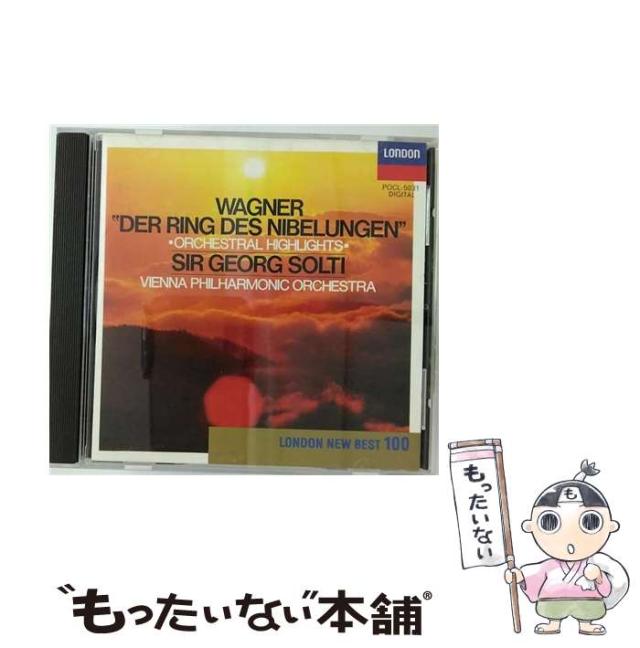 LONDON
POCL-5031
DIGITAL
WAGNER
"DER RING DES NIBELUNGEN"
•ORCHESTRAL HIGHLIGHTS•
SIR GEORG SOLTI
VIENNA PHILHARMONIC ORCHESTRA
LONDON NEW BEST 100
もったいない
も
"もったいない"本舗®